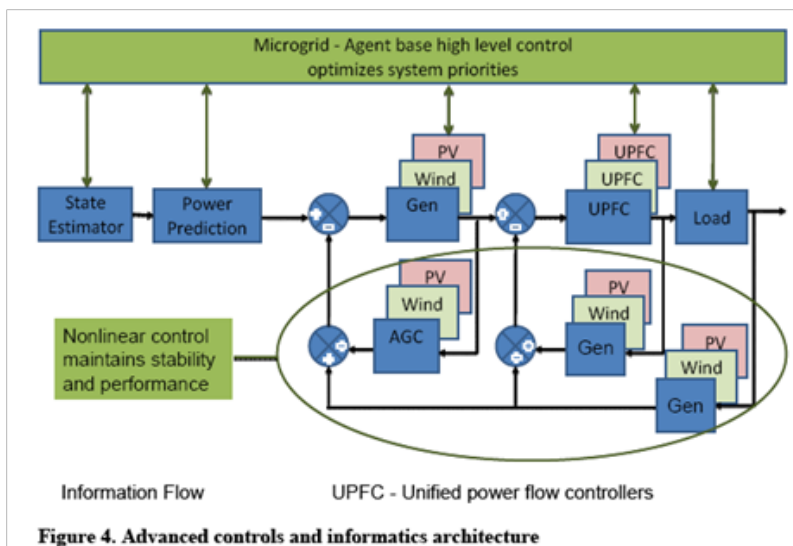 Microgrid - Agent base high level control
optimizes system priorities
PV
UPFC
Wind
UPFC
State
Estimator
Power
Prediction
Gen
UPFC
Load
PV
Wind
AGC
PV
Wind
Gen
PV
Wind
Gen
Nonlinear control
maintains stability
and performance
Information Flow
UPFC - Unified power flow controllers
Figure 4. Advanced controls and informatics architecture